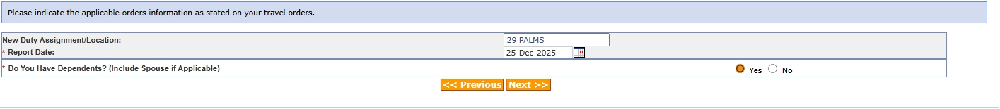 Please indicate the applicable orders information as stated on your travel orders.
New Duty Assignment/Location: 29 PALMS
* Report Date: 25-Dec-2025
* Do You Have Dependents? (Include Spouse if Applicable) Yes No
<< Previous Next >>